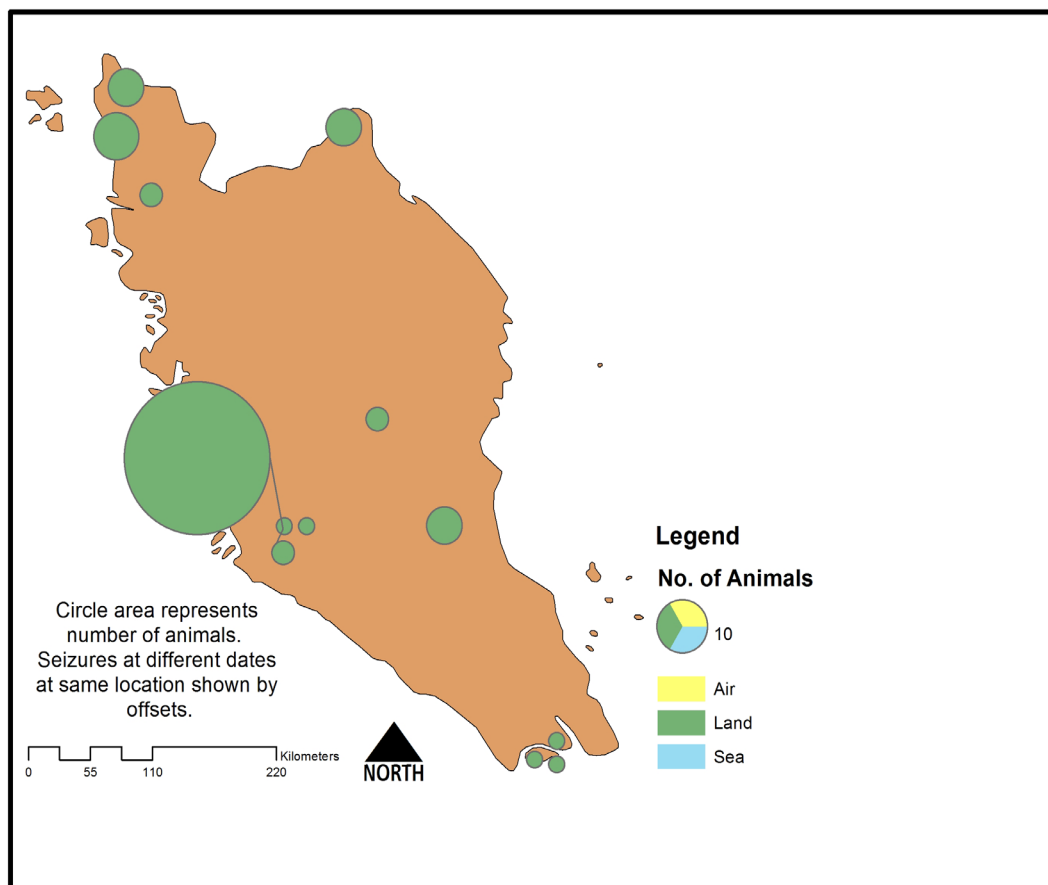 Legend
No. of Animals
10
Air
Land
Sea
Circle area represents
number of animals.
Seizures at different dates
at same location shown by
offsets.
Kilometers
0 55 110 220
NORTH